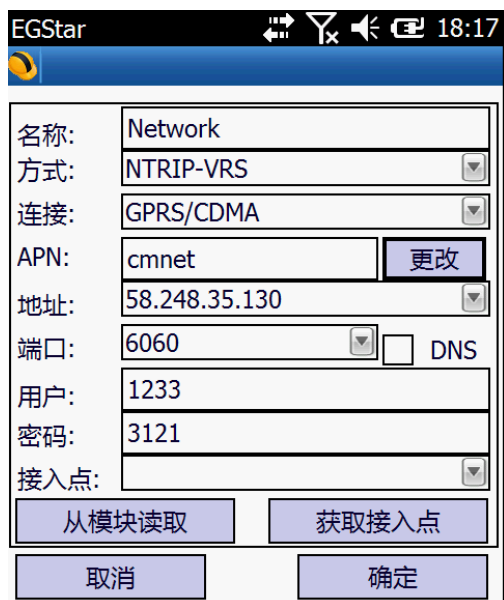 EGStar 18:17
名称: Network
方式: NTRIP-VRS
连接: GPRS/CDMA
APN: cmnet 更改
地址: 58.248.35.130
端口: 6060 DNS
用户: 1233
密码: 3121
接入点:
从模块读取 获取接入点
取消 确定